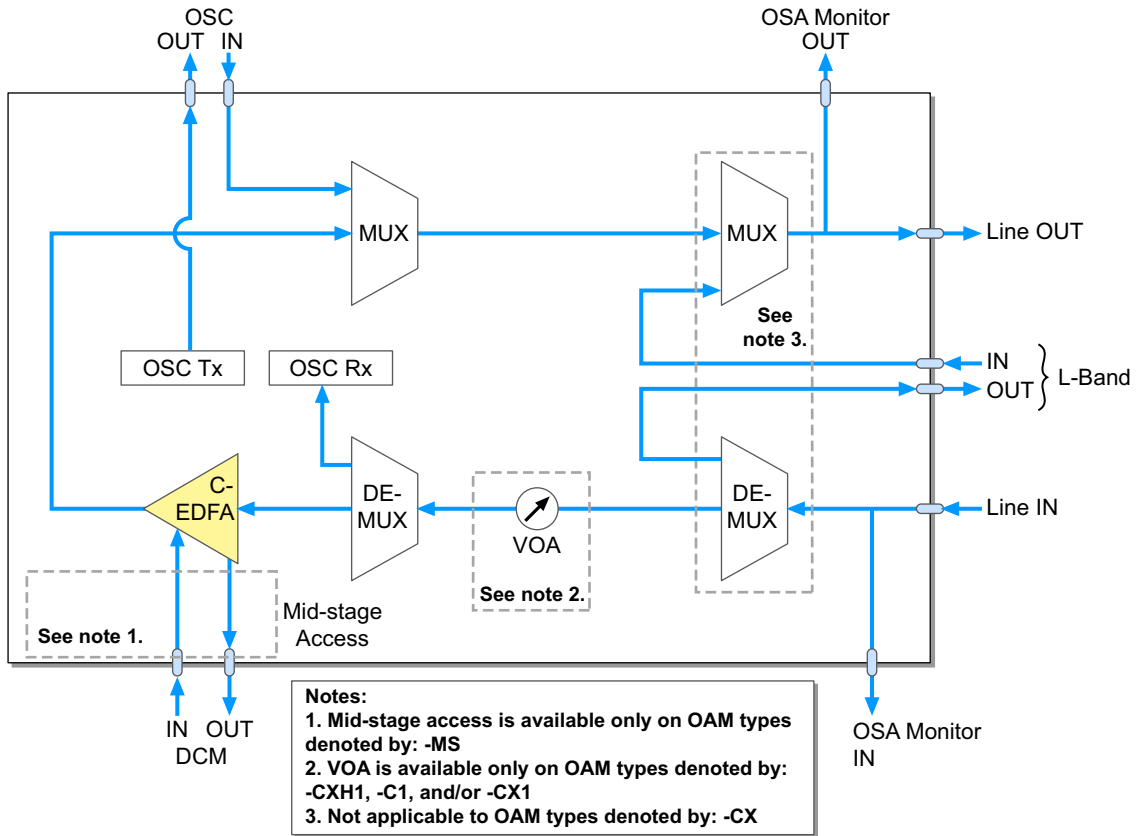 OSC
OUT IN
OSA Monitor
OUT
MUX
MUX
Line OUT
See
note 3.
IN
OUT
L-Band
OSC Tx
OSC Rx
C-
EDFA
DE-
MUX
VOA
DE-
MUX
Line IN
See note 2.
See note 1.
Mid-stage
Access
IN OUT
DCM
OSA Monitor
IN
Notes:
1. Mid-stage access is available only on OAM types
denoted by: -MS
2. VOA is available only on OAM types denoted by:
-CXH1, -C1, and/or -CX1
3. Not applicable to OAM types denoted by: -CX